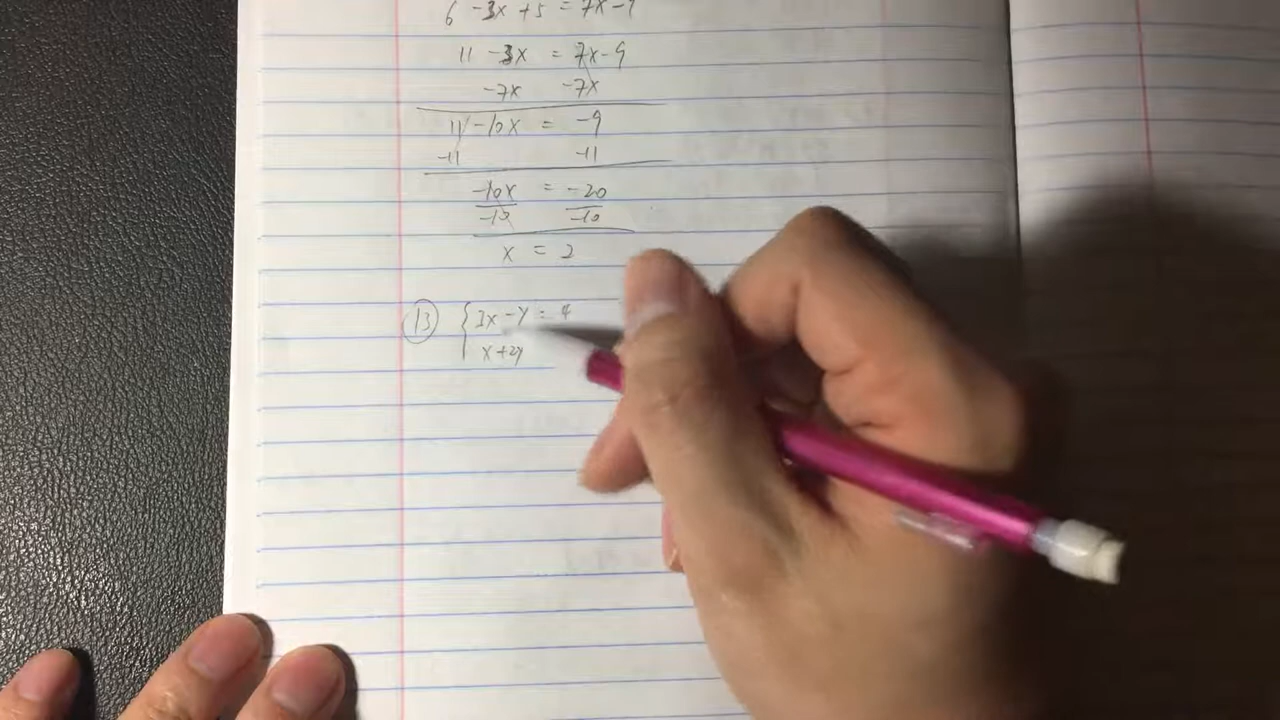 6 -3x + 5 = 7x - 9
11 -3x = 7x - 9
-7x -7x
11 -10x = -9
-11 -11
-10x = -20
-10 -10
x = 2
13 { 3x - y = 4
x + 2y